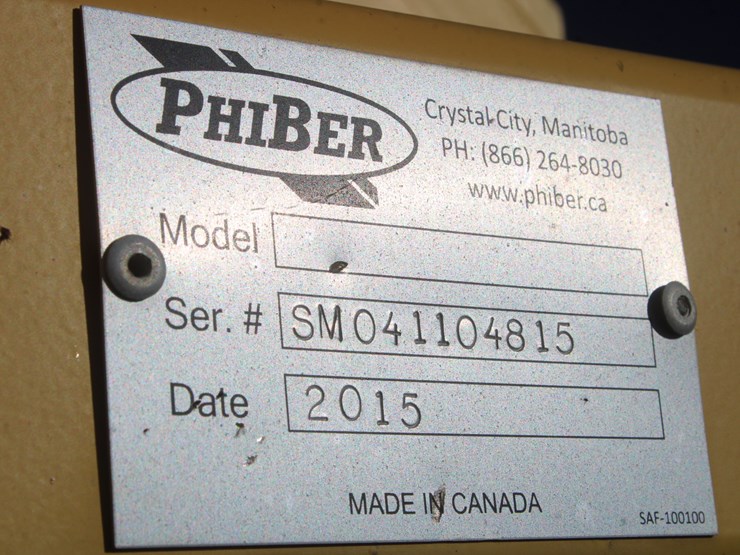 PHIBER
Crystal City, Manitoba
PH: (866) 264-8030
www.phiber.ca
Model
Ser. # SM041104815
Date 2015
MADE IN CANADA
SAF-100100